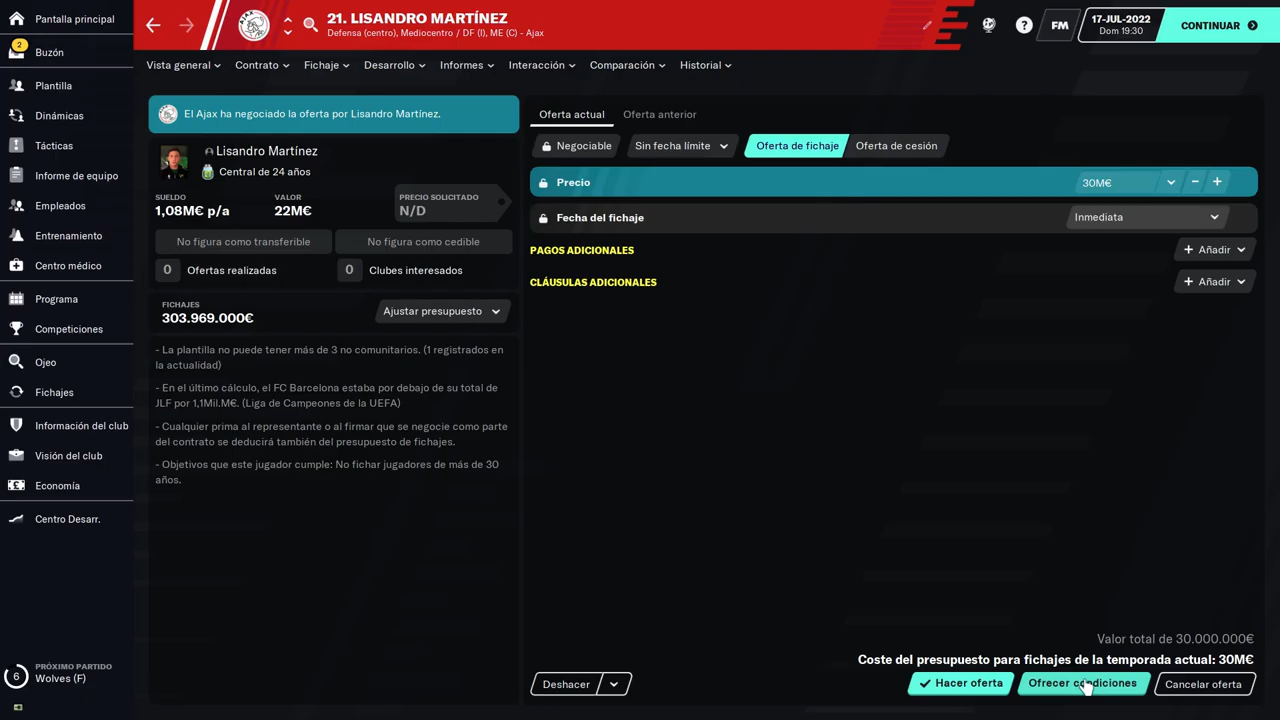 Pantalla principal
2
Buzón
Plantilla
Dinámicas
Tácticas
Informe de equipo
Empleados
Entrenamiento
Centro médico
Programa
Competiciones
Ojeo
Fichajes
Información del club
Visión del club
Economía
Centro Desarr.
6
PRÓXIMO PARTIDO
Wolves (F)
21. LISANDRO MARTÍNEZ
Defensa (centro), Mediocentro / DF (I), ME (C) - Ajax
?
FM
17-JUL-2022
Dom 19:30
CONTINUAR
Vista general
Contrato
Fichaje
Desarrollo
Informes
Interacción
Comparación
Historial
El Ajax ha negociado la oferta por Lisandro Martínez.
Lisandro Martínez
Central de 24 años
SUELDO
1,08M€ p/a
VALOR
22M€
PRECIO SOLICITADO
N/D
No figura como transferible
No figura como cedible
0 Ofertas realizadas
0 Clubes interesados
FICHAJES
303.969.000€
Ajustar presupuesto
- La plantilla no puede tener más de 3 no comunitarios. (1 registrados en
la actualidad)
- En el último cálculo, el FC Barcelona estaba por debajo de su total de
JLF por 1,1Mil.M€. (Liga de Campeones de la UEFA)
- Cualquier prima al representante o al firmar que se negocie como parte
del contrato se deducirá también del presupuesto de fichajes.
- Objetivos que este jugador cumple: No fichar jugadores de más de 30
años.
Oferta actual
Oferta anterior
Negociable
Sin fecha límite
Oferta de fichaje
Oferta de cesión
Precio
30M€
Fecha del fichaje
Inmediata
PAGOS ADICIONALES
Añadir
CLÁUSULAS ADICIONALES
Añadir
Valor total de 30.000.000€
Coste del presupuesto para fichajes de la temporada actual: 30M€
Deshacer
Hacer oferta
Ofrecer condiciones
Cancelar oferta